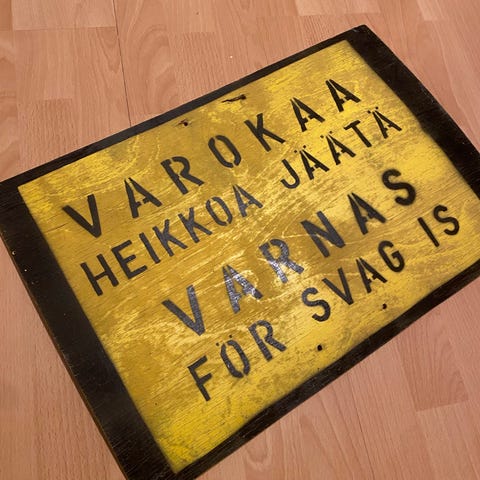 VAROKAA
HEIKKOA JÄÄTÄ
VARNAS
FÖR SVAG IS